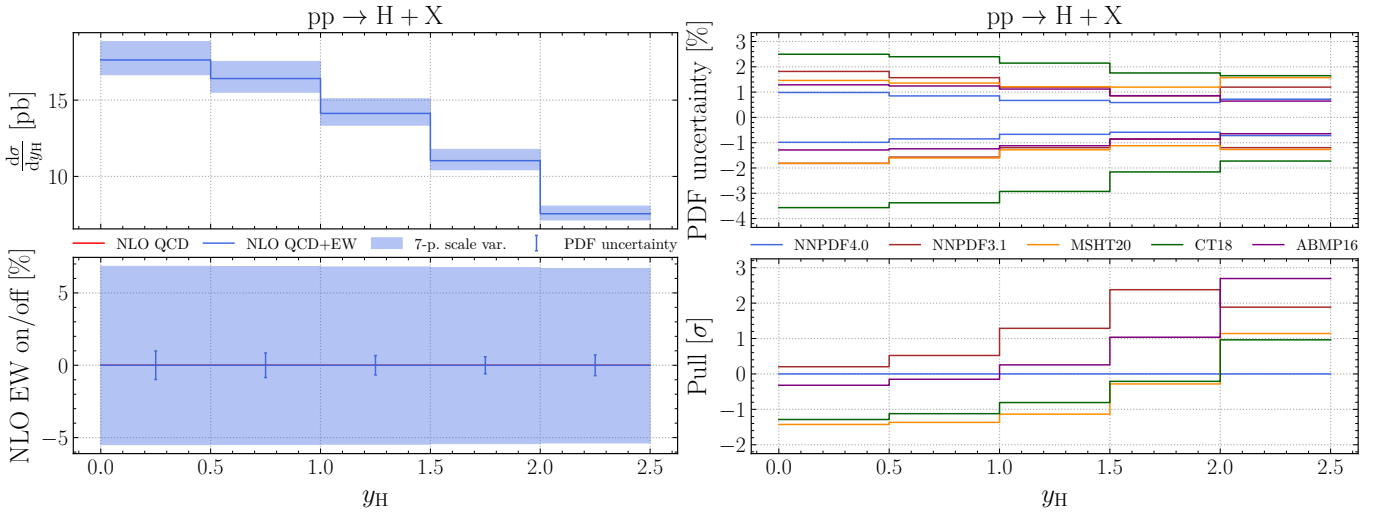 pp → H + X
dσ/dy_H [pb]
15
10
NLO QCD
NLO QCD+EW
7-p. scale var.
PDF uncertainty
NLO EW on/off [%]
5
0
−5
0.0 0.5 1.0 1.5 2.0 2.5
y_H
pp → H + X
PDF uncertainty [%]
3
2
1
0
−1
−2
−3
−4
NNPDF4.0
NNPDF3.1
MSHT20
CT18
ABMP16
Pull [σ]
3
2
1
0
−1
−2
0.0 0.5 1.0 1.5 2.0 2.5
y_H